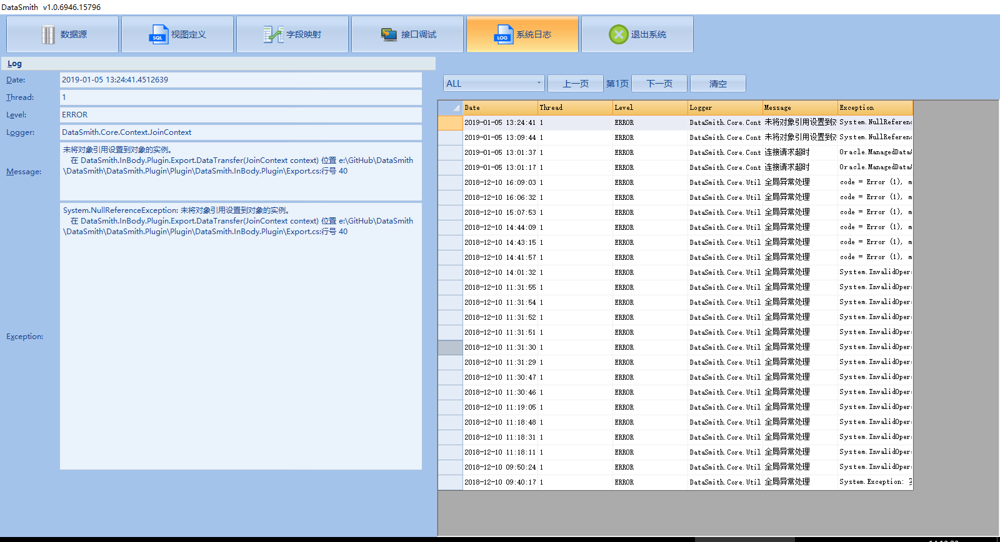 DataSmith v1.0.6946.15796
数据源
视图定义
字段映射
接口调试
系统日志
退出系统
SQL
LOG
Log
Date:
2019-01-05 13:24:41.4512639
Thread:
1
Level:
ERROR
Logger:
DataSmith.Core.Context.JoinContext
Message:
未将对象引用设置到对象的实例。
在 DataSmith.InBody.Plugin.Export.DataTransfer(JoinContext context) 位置 e:\GitHub\DataSmith
\DataSmith\DataSmith.Plugin\Plugin\DataSmith.InBody.Plugin\Export.cs:行号 40
Exception:
System.NullReferenceException: 未将对象引用设置到对象的实例。
在 DataSmith.InBody.Plugin.Export.DataTransfer(JoinContext context) 位置 e:\GitHub\DataSmith
\DataSmith\DataSmith.Plugin\Plugin\DataSmith.InBody.Plugin\Export.cs:行号 40
ALL 上一页 第1页 下一页 清空
Date Thread Level Logger Message Exception
2019-01-05 13:24:41 1 ERROR DataSmith.Core.Cont 未将对象引用设置到对 System.NullReferenc
2019-01-05 13:09:44 1 ERROR DataSmith.Core.Cont 未将对象引用设置到对 System.NullReferenc
2019-01-05 13:01:37 1 ERROR DataSmith.Core.Cont 连接请求超时 Oracle.ManagedDataA
2019-01-05 13:01:17 1 ERROR DataSmith.Core.Cont 连接请求超时 Oracle.ManagedDataA
2018-12-10 16:09:03 1 ERROR DataSmith.Core.Util 全局异常处理 code = Error (1), m
2018-12-10 16:06:32 1 ERROR DataSmith.Core.Util 全局异常处理 code = Error (1), m
2018-12-10 15:07:53 1 ERROR DataSmith.Core.Util 全局异常处理 code = Error (1), m
2018-12-10 14:44:09 1 ERROR DataSmith.Core.Util 全局异常处理 code = Error (1), m
2018-12-10 14:43:15 1 ERROR DataSmith.Core.Util 全局异常处理 code = Error (1), m
2018-12-10 14:41:57 1 ERROR DataSmith.Core.Util 全局异常处理 code = Error (1), m
2018-12-10 14:01:32 1 ERROR DataSmith.Core.Util 全局异常处理 System.InvalidOper
2018-12-10 11:31:55 1 ERROR DataSmith.Core.Util 全局异常处理 System.InvalidOper
2018-12-10 11:31:54 1 ERROR DataSmith.Core.Util 全局异常处理 System.InvalidOper
2018-12-10 11:31:52 1 ERROR DataSmith.Core.Util 全局异常处理 System.InvalidOper
2018-12-10 11:31:51 1 ERROR DataSmith.Core.Util 全局异常处理 System.InvalidOper
2018-12-10 11:31:30 1 ERROR DataSmith.Core.Util 全局异常处理 System.InvalidOper
2018-12-10 11:31:29 1 ERROR DataSmith.Core.Util 全局异常处理 System.InvalidOper
2018-12-10 11:30:47 1 ERROR DataSmith.Core.Util 全局异常处理 System.InvalidOper
2018-12-10 11:30:46 1 ERROR DataSmith.Core.Util 全局异常处理 System.InvalidOper
2018-12-10 11:19:05 1 ERROR DataSmith.Core.Util 全局异常处理 System.InvalidOper
2018-12-10 11:18:48 1 ERROR DataSmith.Core.Util 全局异常处理 System.InvalidOper
2018-12-10 11:18:31 1 ERROR DataSmith.Core.Util 全局异常处理 System.InvalidOper
2018-12-10 11:18:11 1 ERROR DataSmith.Core.Util 全局异常处理 System.InvalidOper
2018-12-10 09:50:24 1 ERROR DataSmith.Core.Util 全局异常处理 System.InvalidOper
2018-12-10 09:40:17 1 ERROR DataSmith.Core.Util 全局异常处理 System.Exception: